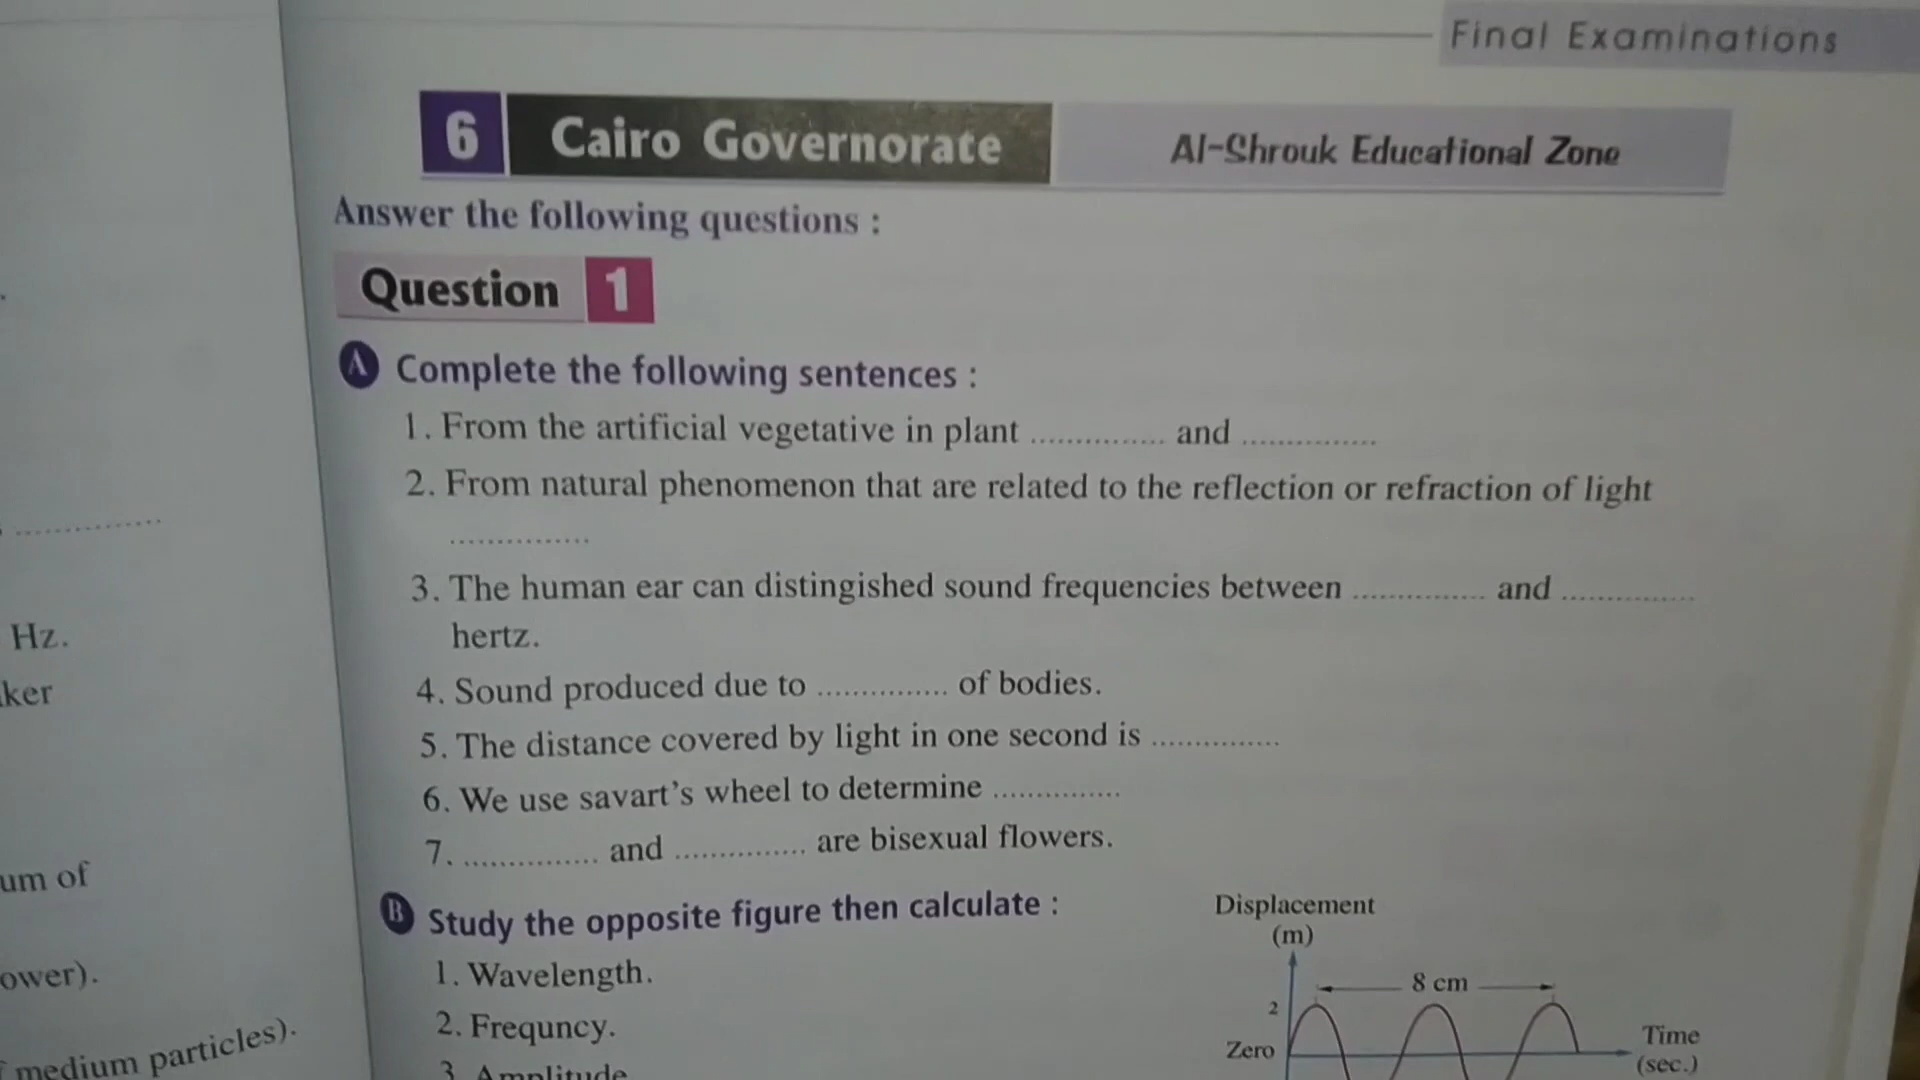 Final Examinations
6 Cairo Governorate Al-Shrouk Educational Zone
Answer the following questions :
Question 1
A Complete the following sentences :
1. From the artificial vegetative in plant ............... and ...............
2. From natural phenomenon that are related to the reflection or refraction of light
...............
3. The human ear can distingished sound frequencies between ............... and ...............
hertz.
4. Sound produced due to ............... of bodies.
5. The distance covered by light in one second is ...............
6. We use savart's wheel to determine ...............
7. ............... and ............... are bisexual flowers.
B Study the opposite figure then calculate :
1. Wavelength.
2. Frequncy.
3. Amplitude
Displacement
(m)
8 cm
2
Zero
Time
(sec.)
...............
Hz.
um of
medium particles).